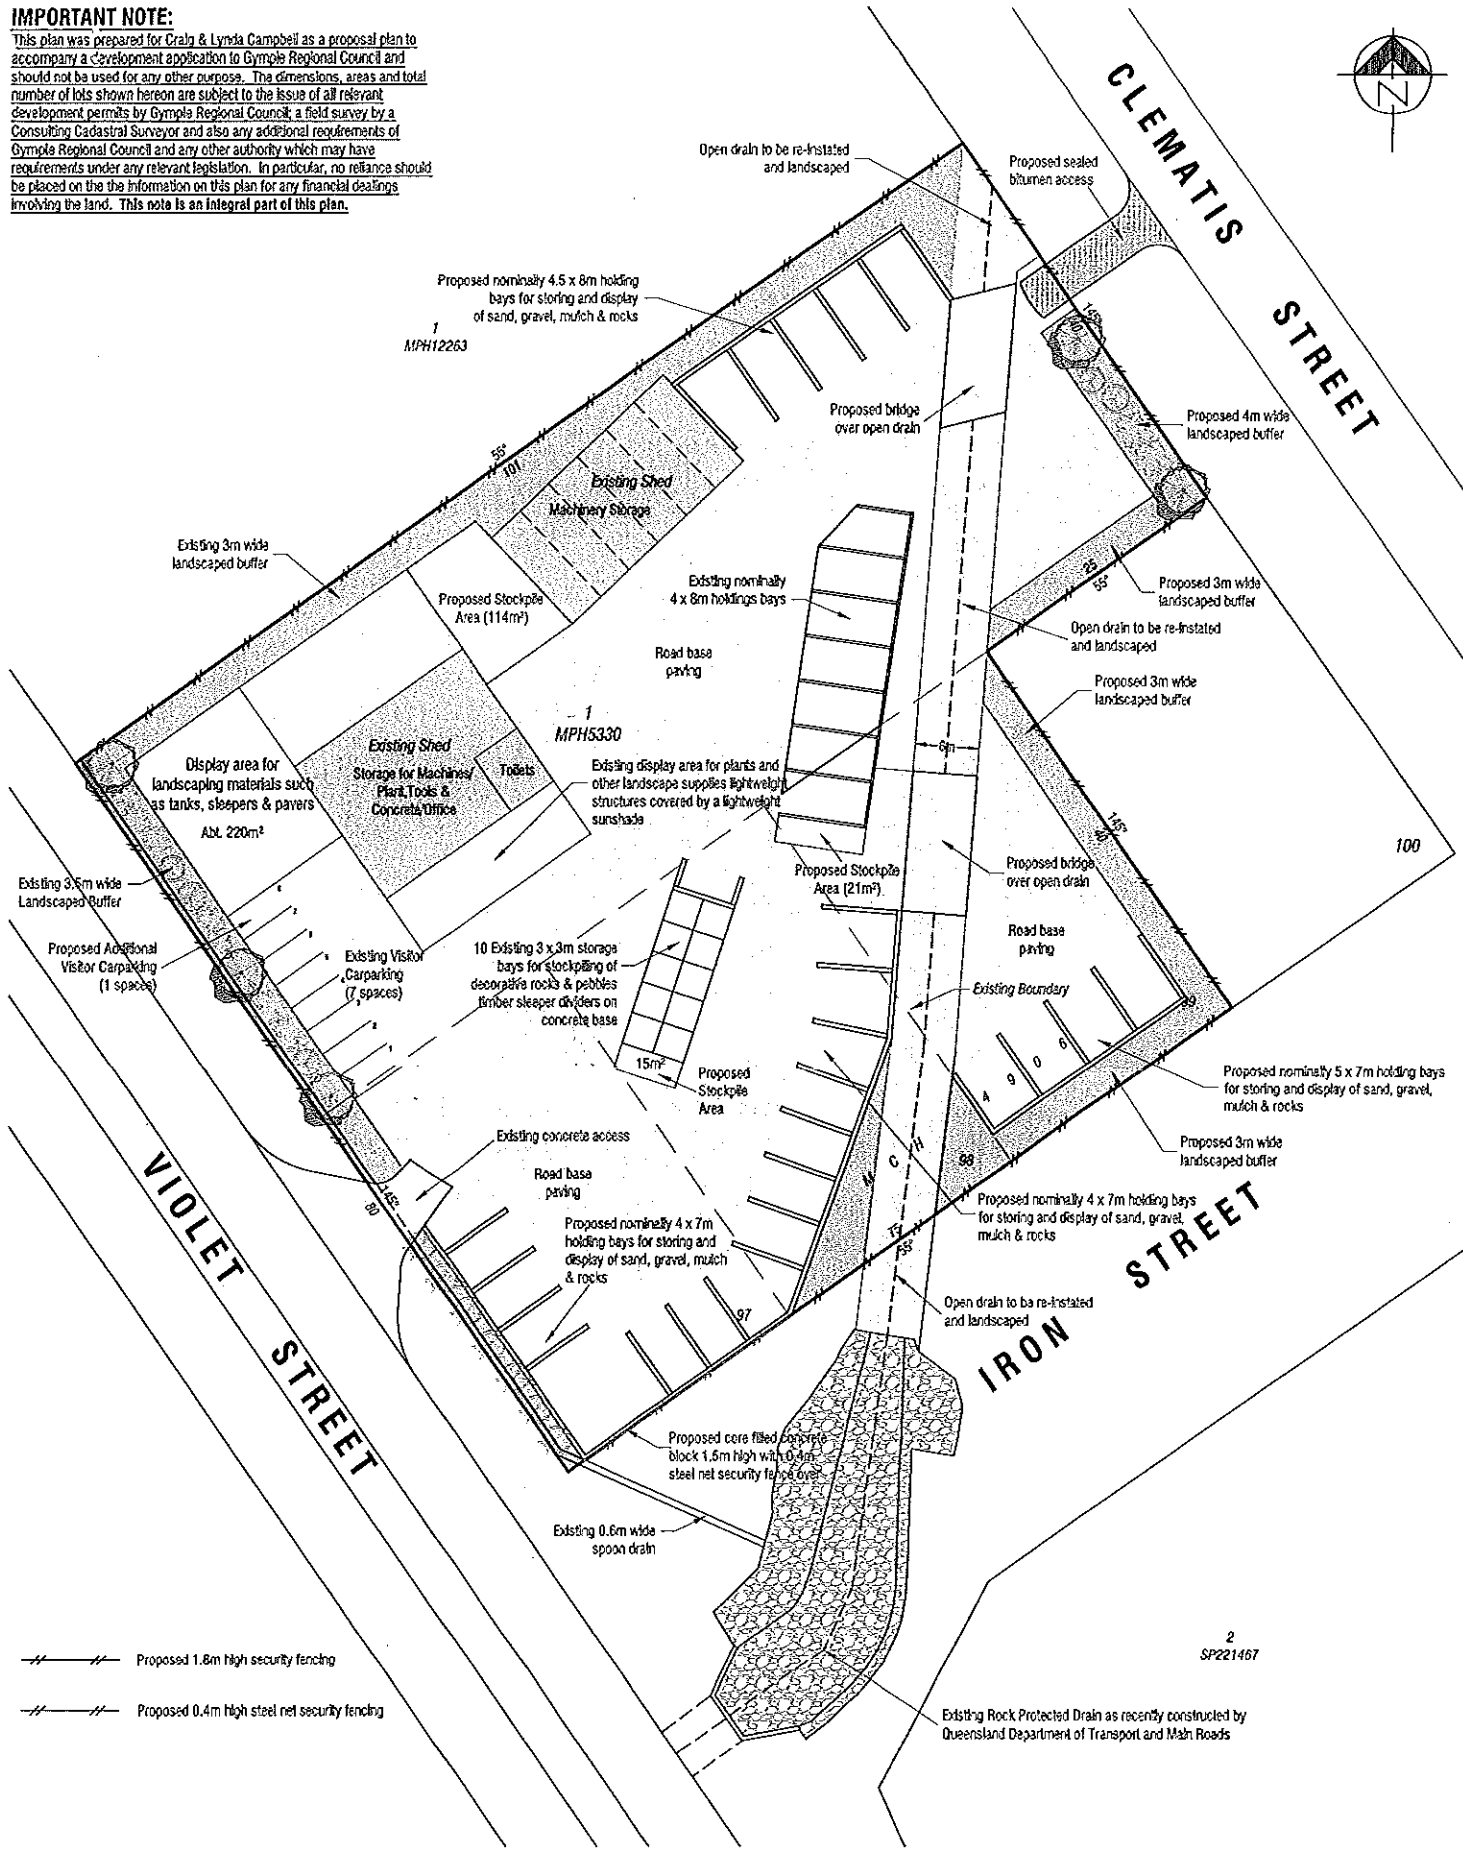 IMPORTANT NOTE:
This plan was prepared for Craig & Lynda Campbell as a proposal plan to
accompany a development application to Gympie Regional Council and
should not be used for any other purpose. The dimensions, areas and total
number of lots shown hereon are subject to the issue of all relevant
development permits by Gympie Regional Council; a field survey by a
Consulting Cadastral Surveyor and also any additional requirements of
Gympie Regional Council and any other authority which may have
requirements under any relevant legislation. In particular, no reliance should
be placed on the the information on this plan for any financial dealings
involving the land. This note is an integral part of this plan.
N
CLEMATIS STREET
Open drain to be re-instated
and landscaped
Proposed sealed
bitumen access
Proposed nominally 4.5 x 8m holding
bays for storing and display
of sand, gravel, mulch & rocks
1
MPH12263
145°
40
Proposed bridge
over open drain
Proposed 4m wide
landscaped buffer
55°
101
Existing Shed
Machinery Storage
Existing 3m wide
landscaped buffer
Proposed Stockpile
Area (114m²)
Existing nominally
4 x 8m holdings bays
25
55°
Proposed 3m wide
landscaped buffer
Open drain to be re-instated
and landscaped
Road base
paving
Proposed 3m wide
landscaped buffer
1
MPH5330
6m
Display area for
landscaping materials such
as tanks, sleepers & pavers
Abt. 220m²
Existing Shed
Storage for Machines/
Plant, Tools &
Concrete/Office
Toilets
Existing display area for plants and
other landscape supplies lightweight
structures covered by a lightweight
sunshade
145°
40
100
Proposed Stockpile
Area (21m²)
Proposed bridge
over open drain
Existing 3.5m wide
Landscaped Buffer
Proposed Additional
Visitor Carparking
(1 spaces)
Existing Visitor
Carparking
(7 spaces)
10 Existing 3 x 3m storage
bays for stockpiling of
decorative rocks & pebbles
timber sleeper dividers on
concrete base
Road base
paving
Existing Boundary
99
15m²
Proposed
Stockpile
Area
Proposed nominally 5 x 7m holding bays
for storing and display of sand, gravel,
mulch & rocks
M C H 4 9 0 6
Existing concrete access
Proposed 3m wide
landscaped buffer
98
Road base
paving
145°
80
Proposed nominally 4 x 7m holding bays
for storing and display of sand, gravel,
mulch & rocks
Proposed nominally 4 x 7m
holding bays for storing and
display of sand, gravel, mulch
& rocks
75
55°
97
VIOLET STREET
IRON STREET
Open drain to be re-instated
and landscaped
Proposed core filled concrete
block 1.5m high with 0.4m
steel net security fence over
Existing 0.6m wide
spoon drain
2
SP221467
Proposed 1.8m high security fencing
Proposed 0.4m high steel net security fencing
Existing Rock Protected Drain as recently constructed by
Queensland Department of Transport and Main Roads